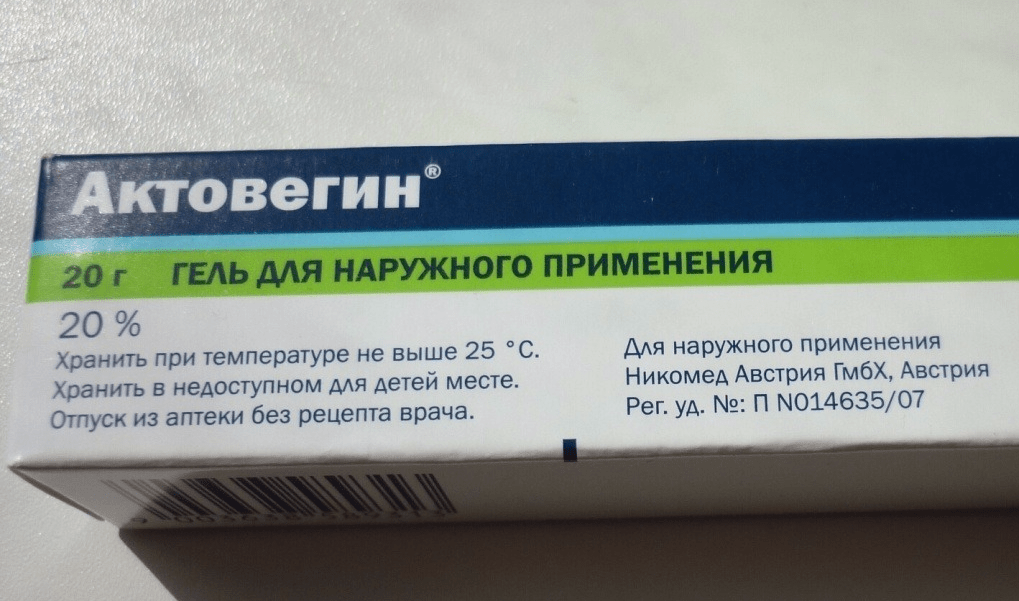 Актовегин®
20 г ГЕЛЬ ДЛЯ НАРУЖНОГО ПРИМЕНЕНИЯ
20 %
Хранить при температуре не выше 25 °C.
Хранить в недоступном для детей месте.
Отпуск из аптеки без рецепта врача.
Для наружного применения
Никомед Австрия ГмбХ, Австрия
Рег. уд. №: П N014635/07